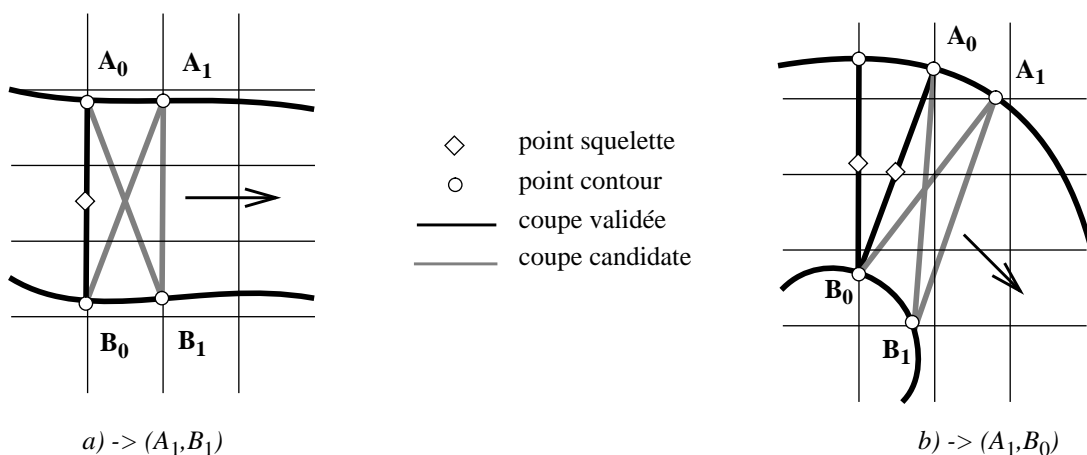 A0 A1
B0 B1
a) -> (A1,B1)
point squelette
point contour
coupe validée
coupe candidate
A0
A1
B0
B1
b) -> (A1,B0)